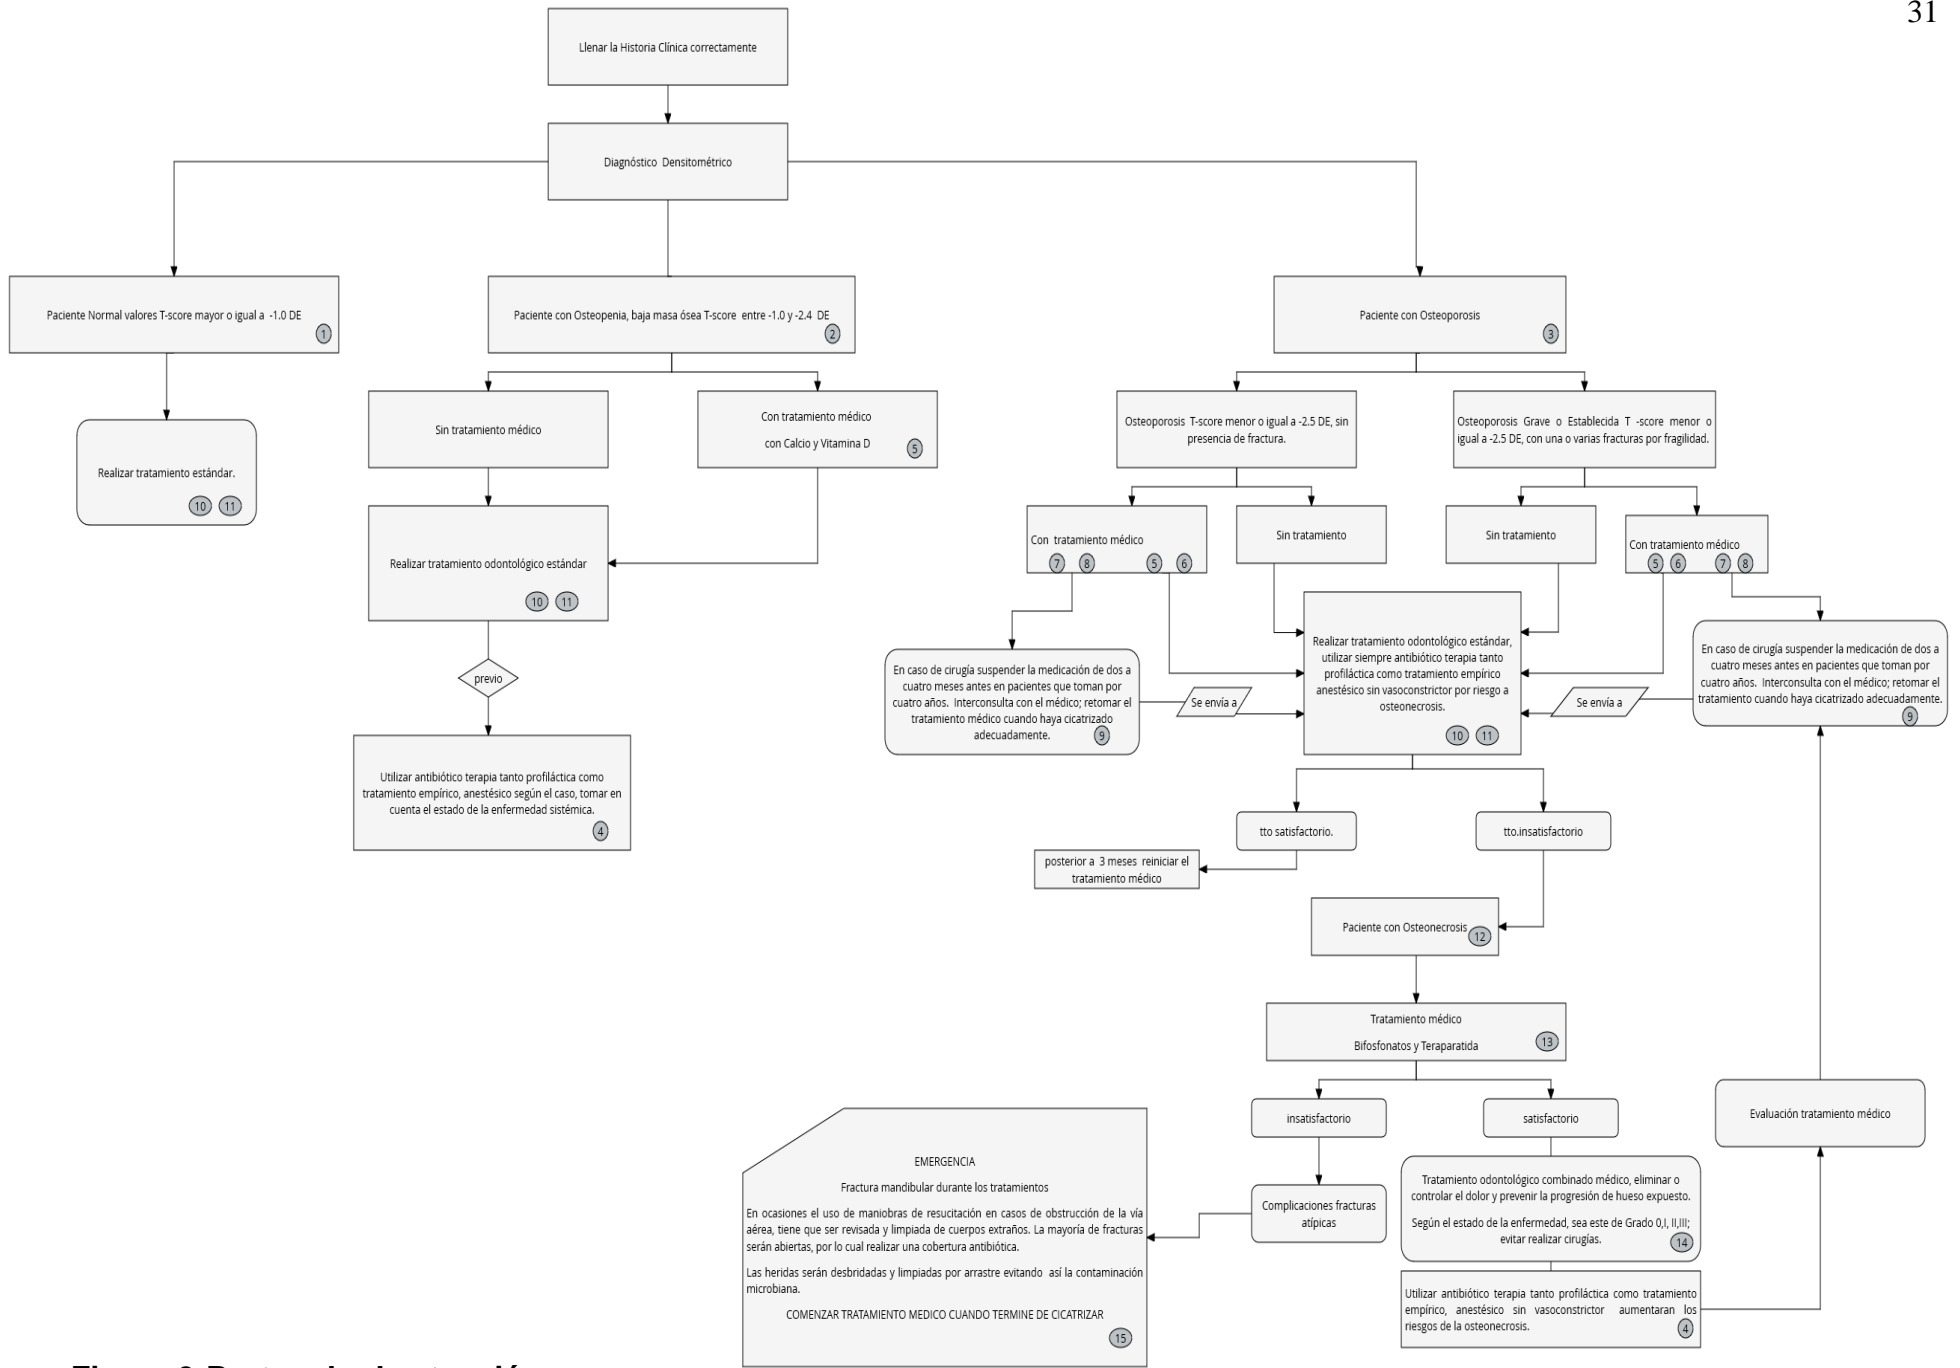 31
Llenar la Historia Clínica correctamente
Diagnóstico Densitométrico
Paciente Normal valores T-score mayor o igual a -1.0 DE
1
Paciente con Osteopenia, baja masa ósea T-score entre -1.0 y -2.4 DE
2
Paciente con Osteoporosis
3
Realizar tratamiento estándar.
10 11
Sin tratamiento médico
Con tratamiento médico
con Calcio y Vitamina D
5
Realizar tratamiento odontológico estándar
10 11
previo
Utilizar antibiótico terapia tanto profiláctica como
tratamiento empírico, anestésico según el caso, tomar en
cuenta el estado de la enfermedad sistémica.
4
Osteoporosis T-score menor o igual a -2.5 DE, sin
presencia de fractura.
Osteoporosis Grave o Establecida T -score menor o
igual a -2.5 DE, con una o varias fracturas por fragilidad.
Con tratamiento médico
7 8 5 6
Sin tratamiento
Sin tratamiento
Con tratamiento médico
5 6 7 8
En caso de cirugía suspender la medicación de dos a
cuatro meses antes en pacientes que toman por
cuatro años. Interconsulta con el médico; retomar el
tratamiento médico cuando haya cicatrizado
adecuadamente.
9
Se envía a
Realizar tratamiento odontológico estándar,
utilizar siempre antibiótico terapia tanto
profiláctica como tratamiento empírico
anestésico sin vasoconstrictor por riesgo a
osteonecrosis.
10 11
Se envía a
En caso de cirugía suspender la medicación de dos a
cuatro meses antes en pacientes que toman por
cuatro años. Interconsulta con el médico; retomar el
tratamiento cuando haya cicatrizado adecuadamente.
9
tto satisfactorio.
tto.insatisfactorio
posterior a 3 meses reiniciar el
tratamiento médico
Paciente con Osteonecrosis
12
Tratamiento médico
Bifosfonatos y Teraparatida
13
insatisfactorio
satisfactorio
Evaluación tratamiento médico
Complicaciones fracturas
atípicas
Tratamiento odontológico combinado médico, eliminar o
controlar el dolor y prevenir la progresión de hueso expuesto.
Según el estado de la enfermedad, sea este de Grado 0,I, II,III;
evitar realizar cirugías.
14
Utilizar antibiótico terapia tanto profiláctica como tratamiento
empírico, anestésico sin vasoconstrictor aumentaran los
riesgos de la osteonecrosis.
4
EMERGENCIA
Fractura mandibular durante los tratamientos
En ocasiones el uso de maniobras de resucitación en casos de obstrucción de la vía
aérea, tiene que ser revisada y limpiada de cuerpos extraños. La mayoría de fracturas
serán abiertas, por lo cual realizar una cobertura antibiótica.
Las heridas serán desbridadas y limpiadas por arrastre evitando así la contaminación
microbiana.
COMENZAR TRATAMIENTO MEDICO CUANDO TERMINE DE CICATRIZAR
15